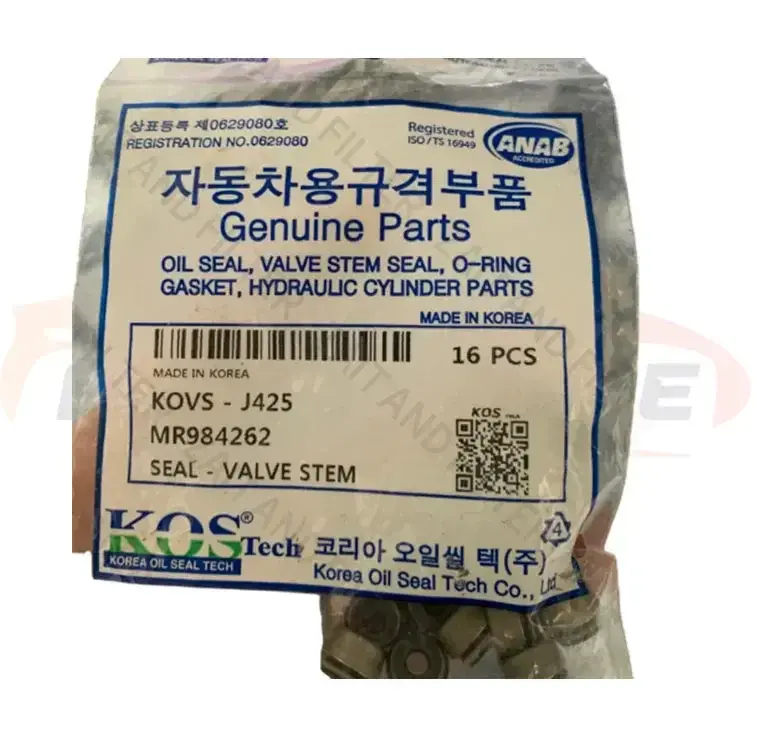 상표등록 제0629080호
REGISTRATION NO.0629080
Registered
ISO/TS 16949
ANAB
ACCREDITED
자동차용규격부품
Genuine Parts
OIL SEAL, VALVE STEM SEAL, O-RING
GASKET, HYDRAULIC CYLINDER PARTS
MADE IN KOREA
16 PCS
MADE IN KOREA
KOVS - J425
MR984262
SEAL - VALVE STEM
KOS
KOS® Tech
KOREA OIL SEAL TECH
코리아 오일씰 텍(주)
Korea Oil Seal Tech Co., Ltd
4